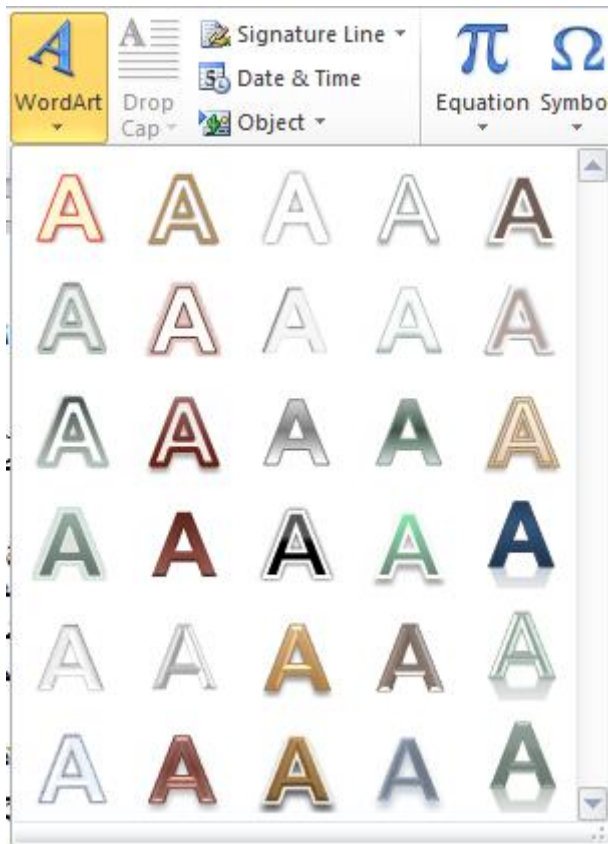 WordArt
Drop
Cap
Signature Line
Date & Time
Object
π Ω
Equation Symbo
A A A A A
A A A A A
A A A A A
A A A A A
A A A A A
A A A A A